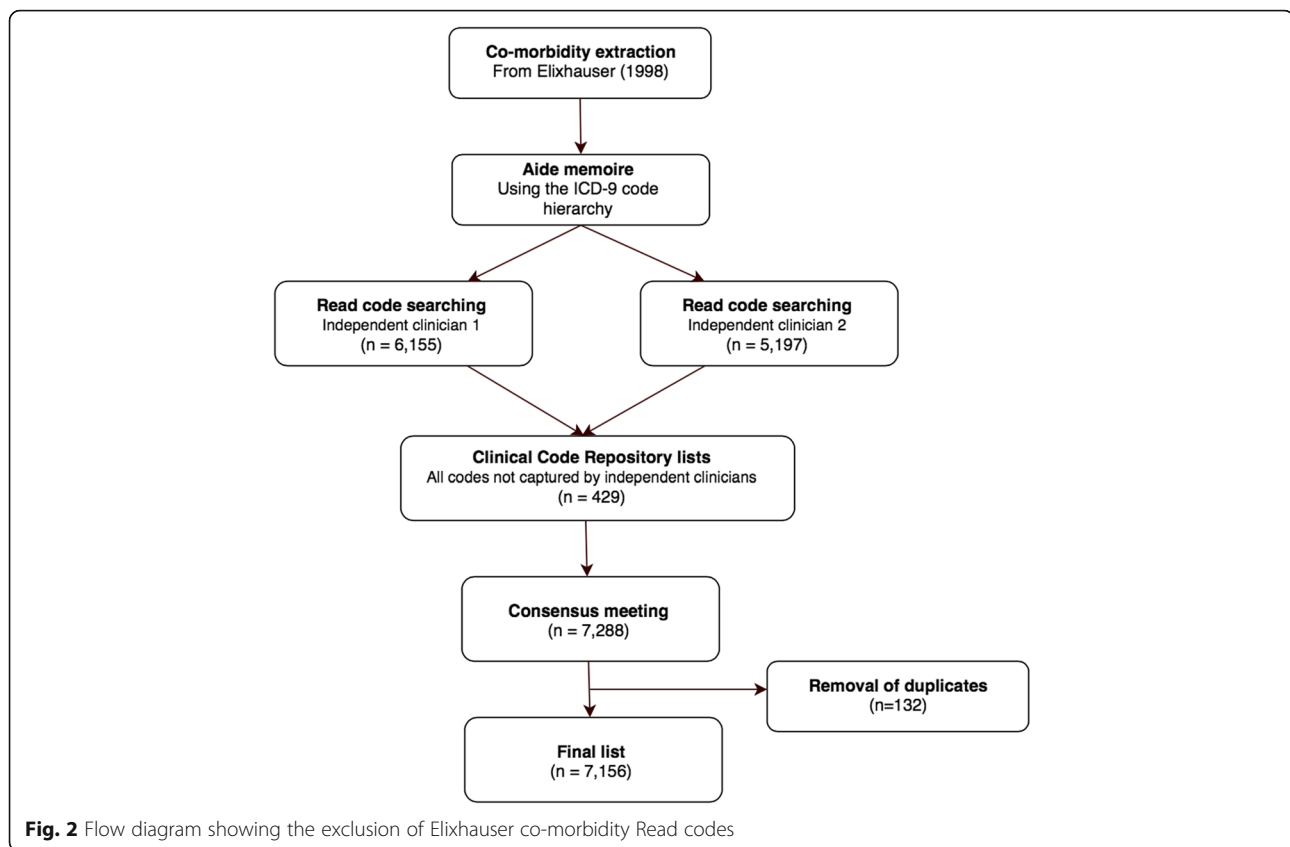 Co-morbidity extraction
From Elixhauser (1998)
Aide memoire
Using the ICD-9 code
hierarchy
Read code searching
Independent clinician 1
(n = 6,155)
Read code searching
Independent clinician 2
(n = 5,197)
Clinical Code Repository lists
All codes not captured by independent clinicians
(n = 429)
Consensus meeting
(n = 7,288)
Removal of duplicates
(n=132)
Final list
(n = 7,156)
Fig. 2 Flow diagram showing the exclusion of Elixhauser co-morbidity Read codes